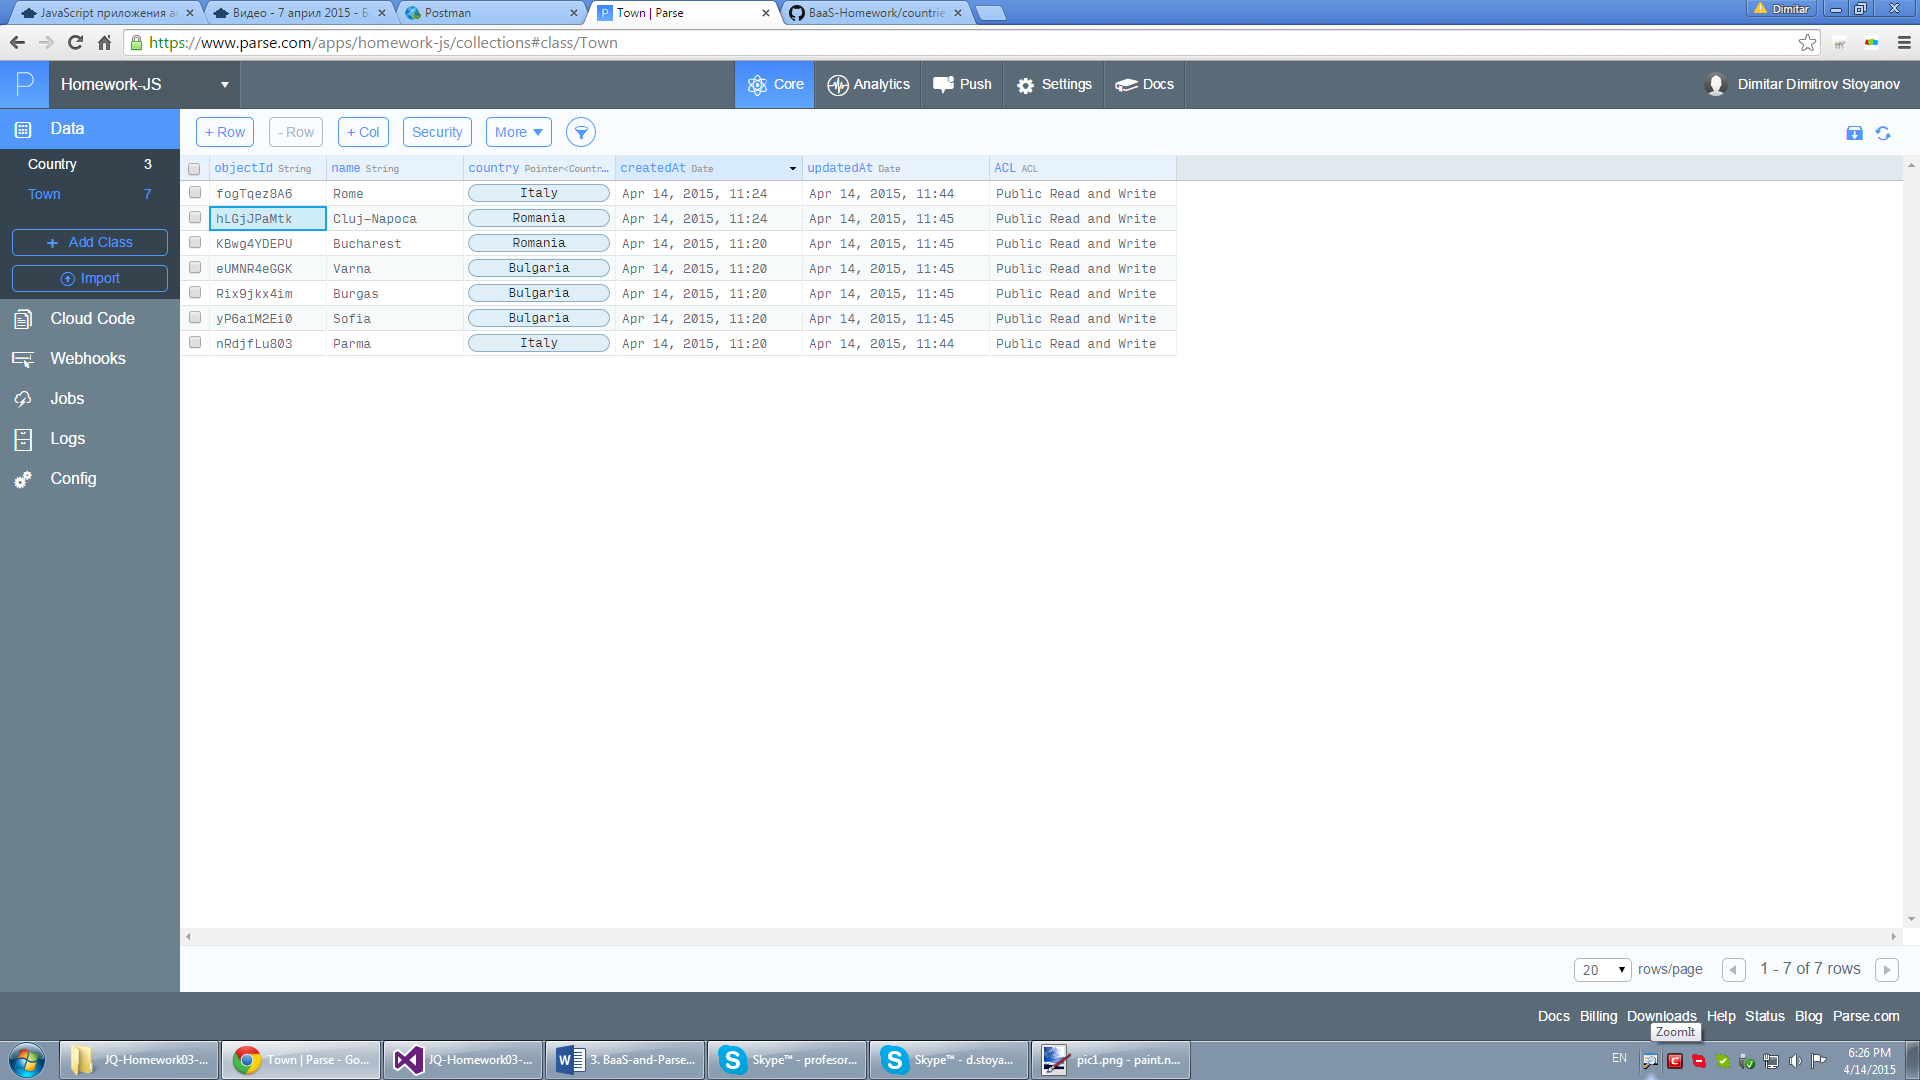 JavaScript приложения а
Видео - 7 април 2015 - Б
Postman
Town | Parse
BaaS-Homework/countrie
Dimitar
https://www.parse.com/apps/homework-js/collections#class/Town
P Homework-JS
Core Analytics Push Settings Docs
Dimitar Dimitrov Stoyanov
Data
Country 3
Town 7
+ Add Class
Import
Cloud Code
Webhooks
Jobs
Logs
Config
+ Row - Row + Col Security More
objectId String name String country Pointer<Countr... createdAt Date updatedAt Date ACL ACL
fogTqez8A6 Rome Italy Apr 14, 2015, 11:24 Apr 14, 2015, 11:44 Public Read and Write
hLGjJPaMtk Cluj-Napoca Romania Apr 14, 2015, 11:24 Apr 14, 2015, 11:45 Public Read and Write
KBwg4YDEPU Bucharest Romania Apr 14, 2015, 11:20 Apr 14, 2015, 11:45 Public Read and Write
eUMNR4eGGK Varna Bulgaria Apr 14, 2015, 11:20 Apr 14, 2015, 11:45 Public Read and Write
Rix9jkx4im Burgas Bulgaria Apr 14, 2015, 11:20 Apr 14, 2015, 11:45 Public Read and Write
yP6a1M2Ei0 Sofia Bulgaria Apr 14, 2015, 11:20 Apr 14, 2015, 11:45 Public Read and Write
nRdjfLu803 Parma Italy Apr 14, 2015, 11:20 Apr 14, 2015, 11:44 Public Read and Write
20 rows/page 1 - 7 of 7 rows
Docs Billing Downloads Help Status Blog Parse.com
ZoomIt
JQ-Homework03-...
Town | Parse - Go...
JQ-Homework03-...
3. BaaS-and-Parse...
Skype™ - profesor...
Skype™ - d.stoya...
pic1.png - paint.n...
EN
6:26 PM
4/14/2015